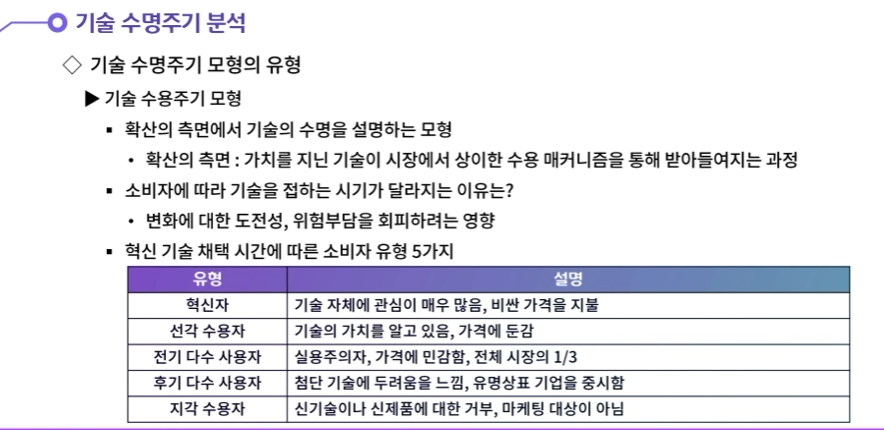 기술 수명주기 분석
◇ 기술 수명주기 모형의 유형
▶ 기술 수용주기 모형
▪ 확산의 측면에서 기술의 수명을 설명하는 모형
• 확산의 측면 : 가치를 지닌 기술이 시장에서 상이한 수용 매커니즘을 통해 받아들여지는 과정
▪ 소비자에 따라 기술을 접하는 시기가 달라지는 이유는?
• 변화에 대한 도전성, 위험부담을 회피하려는 영향
▪ 혁신 기술 채택 시간에 따른 소비자 유형 5가지
유형 설명
혁신자 기술 자체에 관심이 매우 많음, 비싼 가격을 지불
선각 수용자 기술의 가치를 알고 있음, 가격에 둔감
전기 다수 사용자 실용주의자, 가격에 민감함, 전체 시장의 1/3
후기 다수 사용자 첨단 기술에 두려움을 느낌, 유명상표 기업을 중시함
지각 수용자 신기술이나 신제품에 대한 거부, 마케팅 대상이 아님